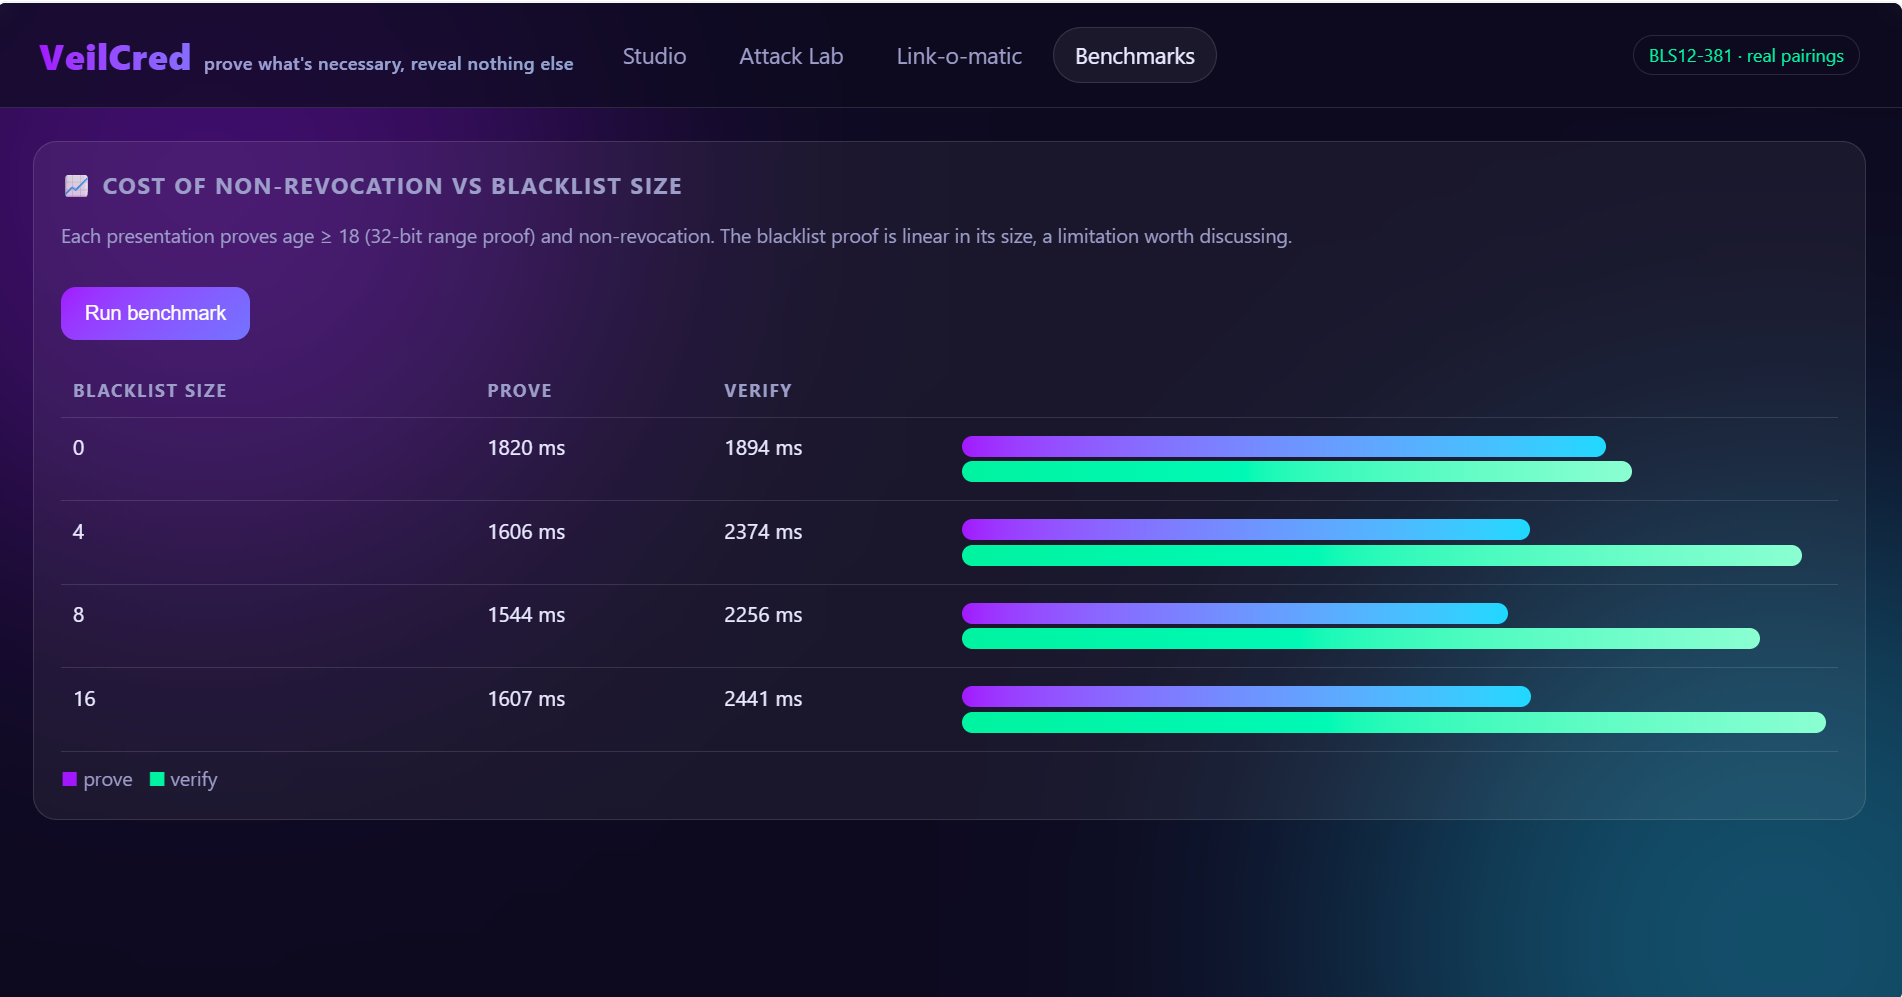 VeilCred prove what's necessary, reveal nothing else Studio Attack Lab Link-o-matic Benchmarks BLS12-381 · real pairings
COST OF NON-REVOCATION VS BLACKLIST SIZE
Each presentation proves age ≥ 18 (32-bit range proof) and non-revocation. The blacklist proof is linear in its size, a limitation worth discussing.
Run benchmark
BLACKLIST SIZE PROVE VERIFY
0 1820 ms 1894 ms
4 1606 ms 2374 ms
8 1544 ms 2256 ms
16 1607 ms 2441 ms
prove verify